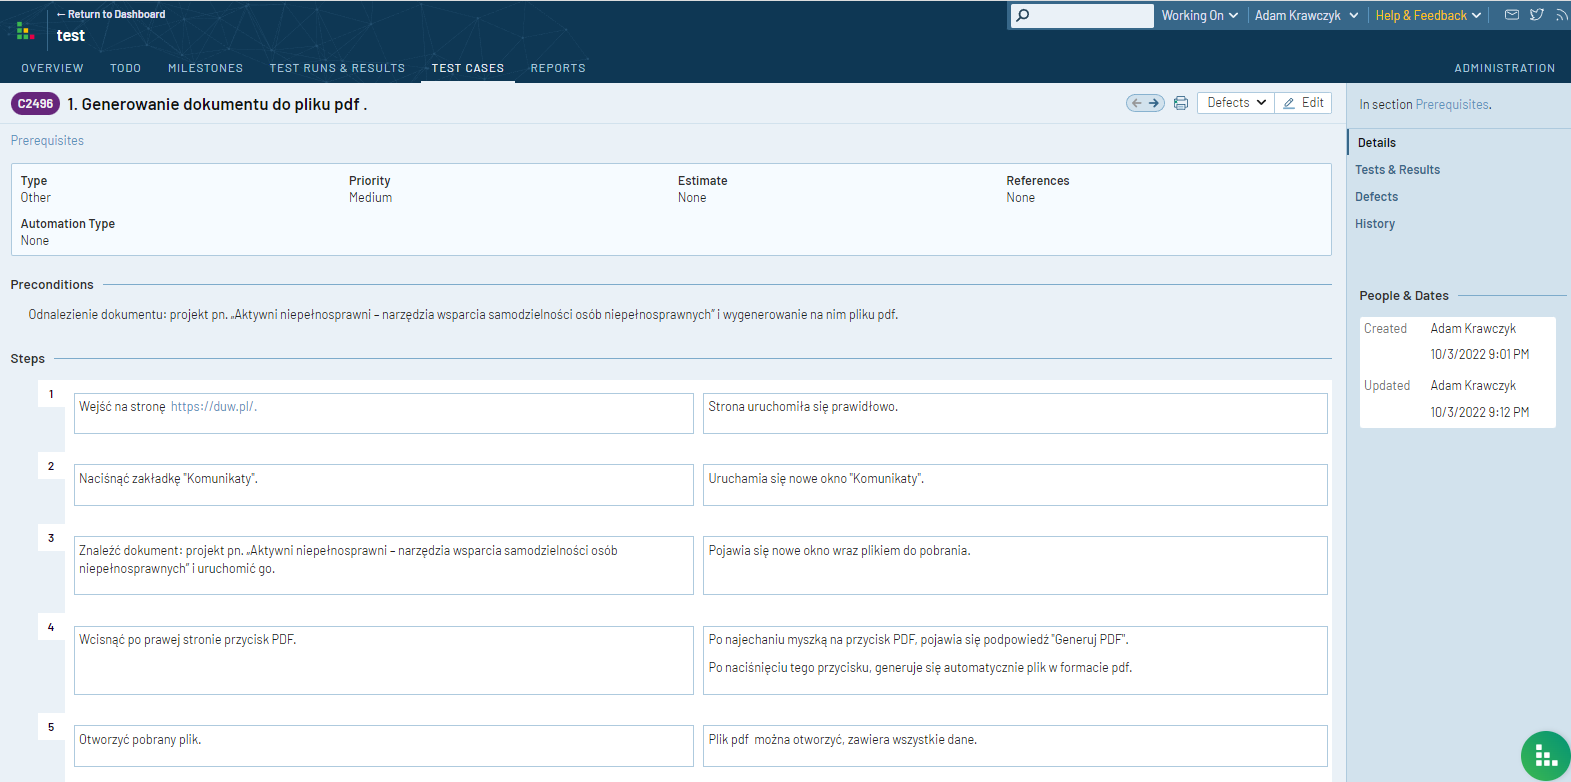 ← Return to Dashboard
test
Working On
Adam Krawczyk
Help & Feedback
OVERVIEW
TODO
MILESTONES
TEST RUNS & RESULTS
TEST CASES
REPORTS
ADMINISTRATION
C2496
1. Generowanie dokumentu do pliku pdf .
Defects
Edit
In section Prerequisites.
Prerequisites
Details
Tests & Results
Defects
History
Type
Other
Priority
Medium
Estimate
None
References
None
Automation Type
None
Preconditions
Odnalezienie dokumentu: projekt pn. „Aktywni niepełnosprawni – narzędzia wsparcia samodzielności osób niepełnosprawnych” i wygenerowanie na nim pliku pdf.
People & Dates
Created
Adam Krawczyk
10/3/2022 9:01 PM
Updated
Adam Krawczyk
10/3/2022 9:12 PM
Steps
1
Wejść na stronę https://duw.pl/.
Strona uruchomiła się prawidłowo.
2
Nacisnąć zakładkę "Komunikaty".
Uruchamia się nowe okno "Komunikaty".
3
Znaleźć dokument: projekt pn. „Aktywni niepełnosprawni – narzędzia wsparcia samodzielności osób
niepełnosprawnych” i uruchomić go.
Pojawia się nowe okno wraz plikiem do pobrania.
4
Wcisnąć po prawej stronie przycisk PDF.
Po najechaniu myszką na przycisk PDF, pojawia się podpowiedź "Generuj PDF".
Po naciśnięciu tego przycisku, generuje się automatycznie plik w formacie pdf.
5
Otworzyć pobrany plik.
Plik pdf można otworzyć, zawiera wszystkie dane.